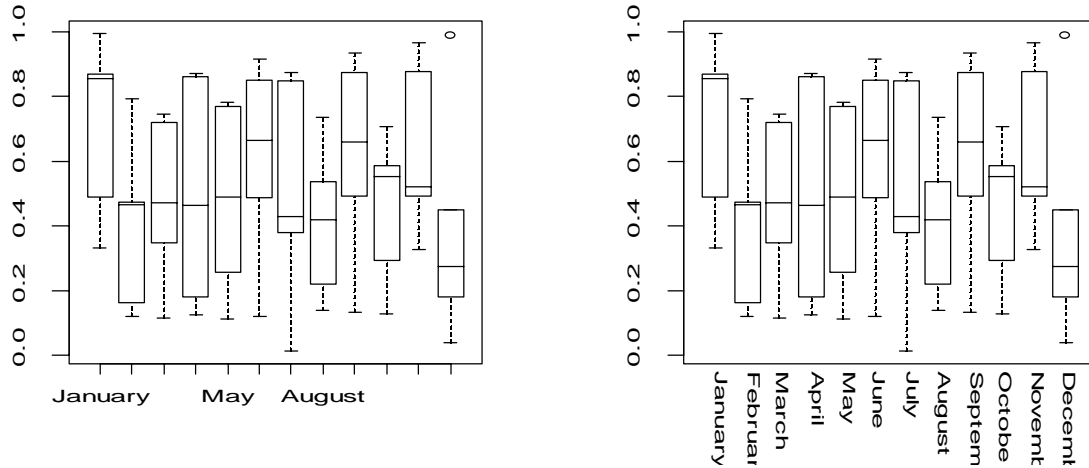 1.0
0.8
0.6
0.4
0.2
0.0
January May August
1.0
0.8
0.6
0.4
0.2
0.0
January
Februar
March
April
May
June
July
August
Septem
Octobe
Novemb
Decemb